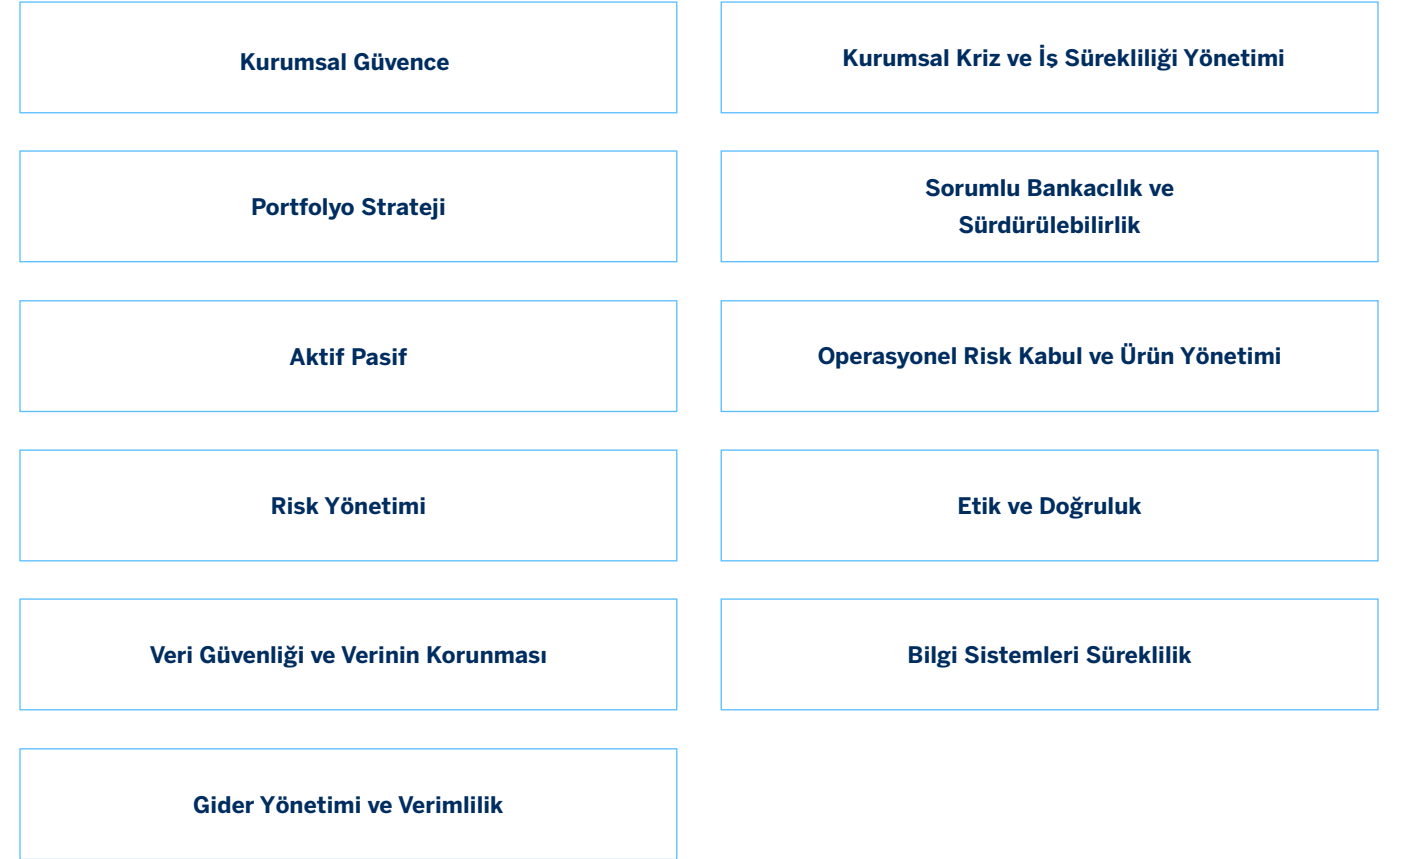 Kurumsal Güvence
Kurumsal Kriz ve İş Sürekliliği Yönetimi
Portfolyo Strateji
Sorumlu Bankacılık ve
Sürdürülebilirlik
Aktif Pasif
Operasyonel Risk Kabul ve Ürün Yönetimi
Risk Yönetimi
Etik ve Doğruluk
Veri Güvenliği ve Verinin Korunması
Bilgi Sistemleri Süreklilik
Gider Yönetimi ve Verimlilik